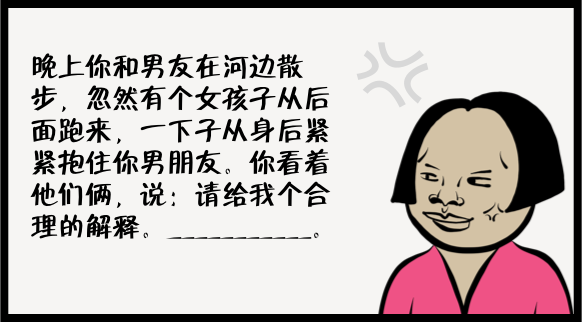 晚上你和男友在河边散
步，忽然有个女孩子从后
面跑来，一下子从身后紧
紧抱住你男朋友。你看着
他们俩，说：请给我个合
理的解释。___________。